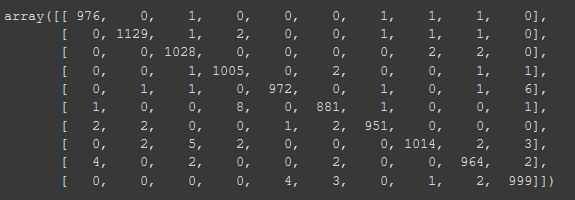 array([[ 976, 0, 1, 0, 0, 0, 1, 1, 1, 0],
[ 0, 1129, 1, 2, 0, 0, 1, 1, 1, 0],
[ 0, 0, 1028, 0, 0, 0, 0, 2, 2, 0],
[ 0, 0, 1, 1005, 0, 2, 0, 0, 1, 1],
[ 0, 1, 1, 0, 972, 0, 1, 0, 1, 6],
[ 1, 0, 0, 8, 0, 881, 1, 0, 0, 1],
[ 2, 2, 0, 0, 1, 2, 951, 0, 0, 0],
[ 0, 2, 5, 2, 0, 0, 0, 1014, 2, 3],
[ 4, 0, 2, 0, 0, 2, 0, 0, 964, 2],
[ 0, 0, 0, 0, 4, 3, 0, 1, 2, 999]])